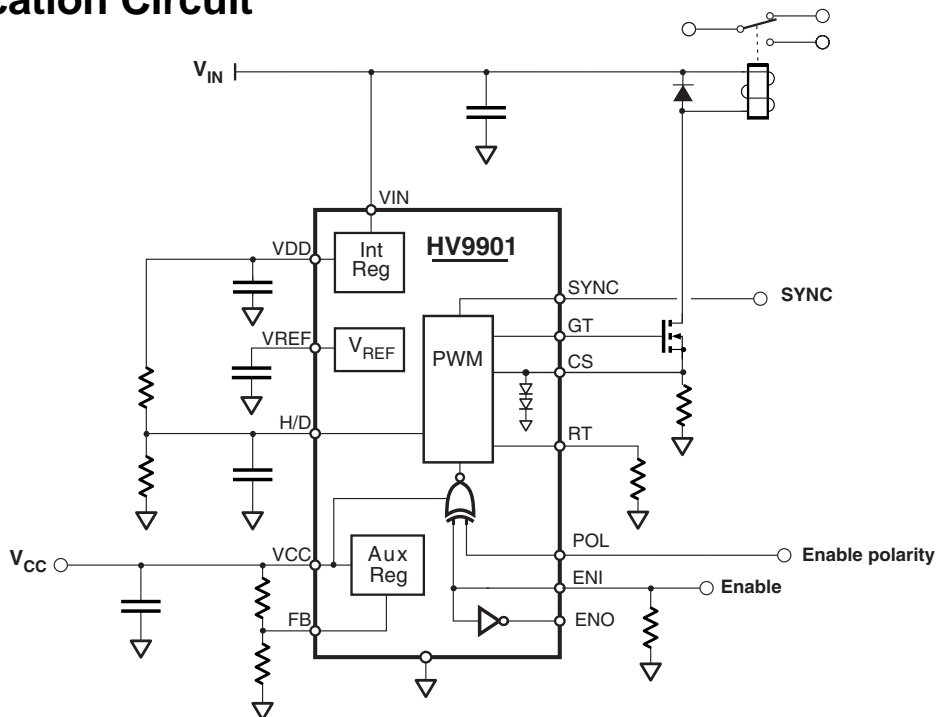 cation Circuit
VIN
VIN
HV9901
VDD
Int
Reg
SYNC
SYNC
GT
VREF
VREF
PWM
CS
H/D
RT
VCC
VCC
Aux
Reg
POL
Enable polarity
ENI
Enable
FB
ENO